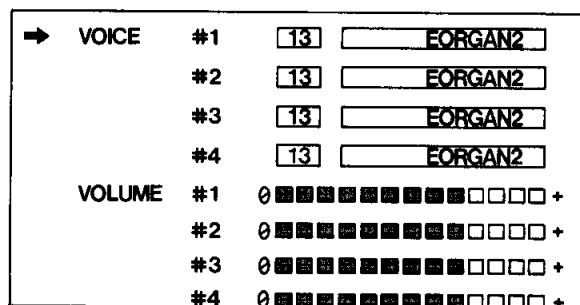 ➡ VOICE #1 13 EORGAN2
#2 13 EORGAN2
#3 13 EORGAN2
#4 13 EORGAN2
VOLUME #1 0 +
#2 0 +
#3 0 +
#4 0 +